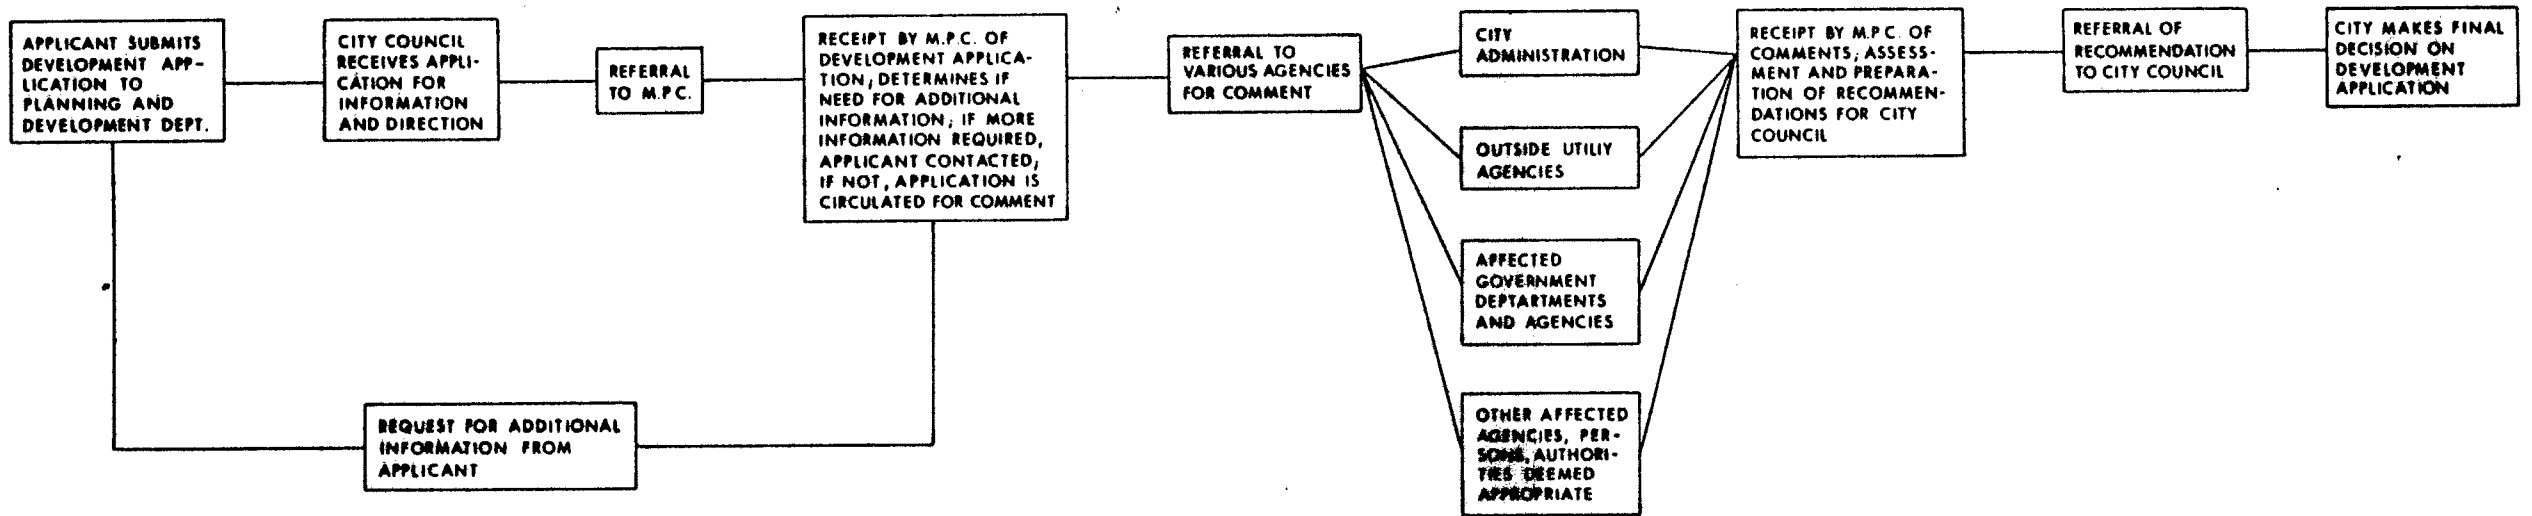 APPLICANT SUBMITS
DEVELOPMENT APP-
LICATION TO
PLANNING AND
DEVELOPMENT DEPT.
CITY COUNCIL
RECEIVES APPLI-
CATION FOR
INFORMATION
AND DIRECTION
REFERRAL
TO M.P.C.
RECEIPT BY M.P.C. OF
DEVELOPMENT APPLICA-
TION; DETERMINES IF
NEED FOR ADDITIONAL
INFORMATION; IF MORE
INFORMATION REQUIRED,
APPLICANT CONTACTED;
IF NOT, APPLICATION IS
CIRCULATED FOR COMMENT
REQUEST FOR ADDITIONAL
INFORMATION FROM
APPLICANT
REFERRAL TO
VARIOUS AGENCIES
FOR COMMENT
CITY
ADMINISTRATION
OUTSIDE UTILIY
AGENCIES
AFFECTED
GOVERNMENT
DEPTARTMENTS
AND AGENCIES
OTHER AFFECTED
AGENCIES, PER-
SONS, AUTHORI-
TIES DEEMED
APPROPRIATE
RECEIPT BY M.P.C. OF
COMMENTS; ASSESS-
MENT AND PREPARA-
TION OF RECOMMEN-
DATIONS FOR CITY
COUNCIL
REFERRAL OF
RECOMMENDATION
TO CITY COUNCIL
CITY MAKES FINAL
DECISION ON
DEVELOPMENT
APPLICATION